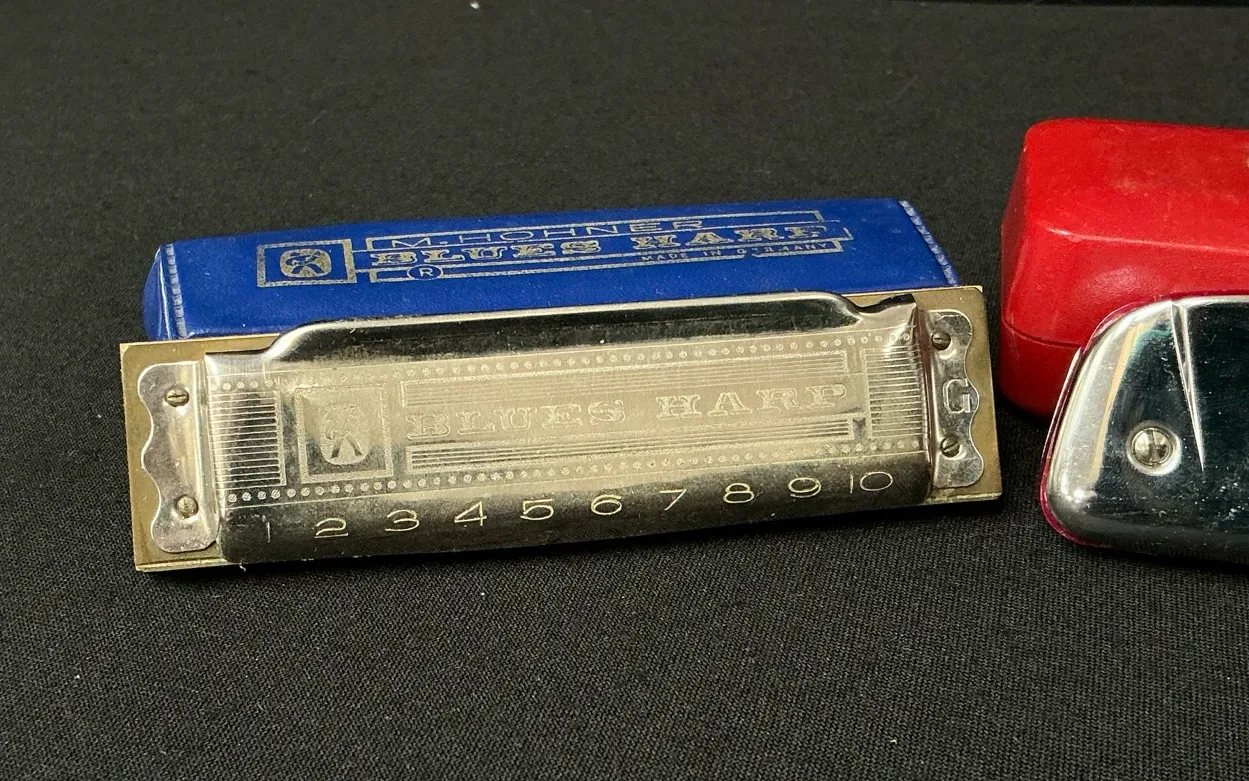 M. HOHNER
BLUES HARP
MADE IN GERMANY
®
BLUES HARP
G
1 2 3 4 5 6 7 8 9 10